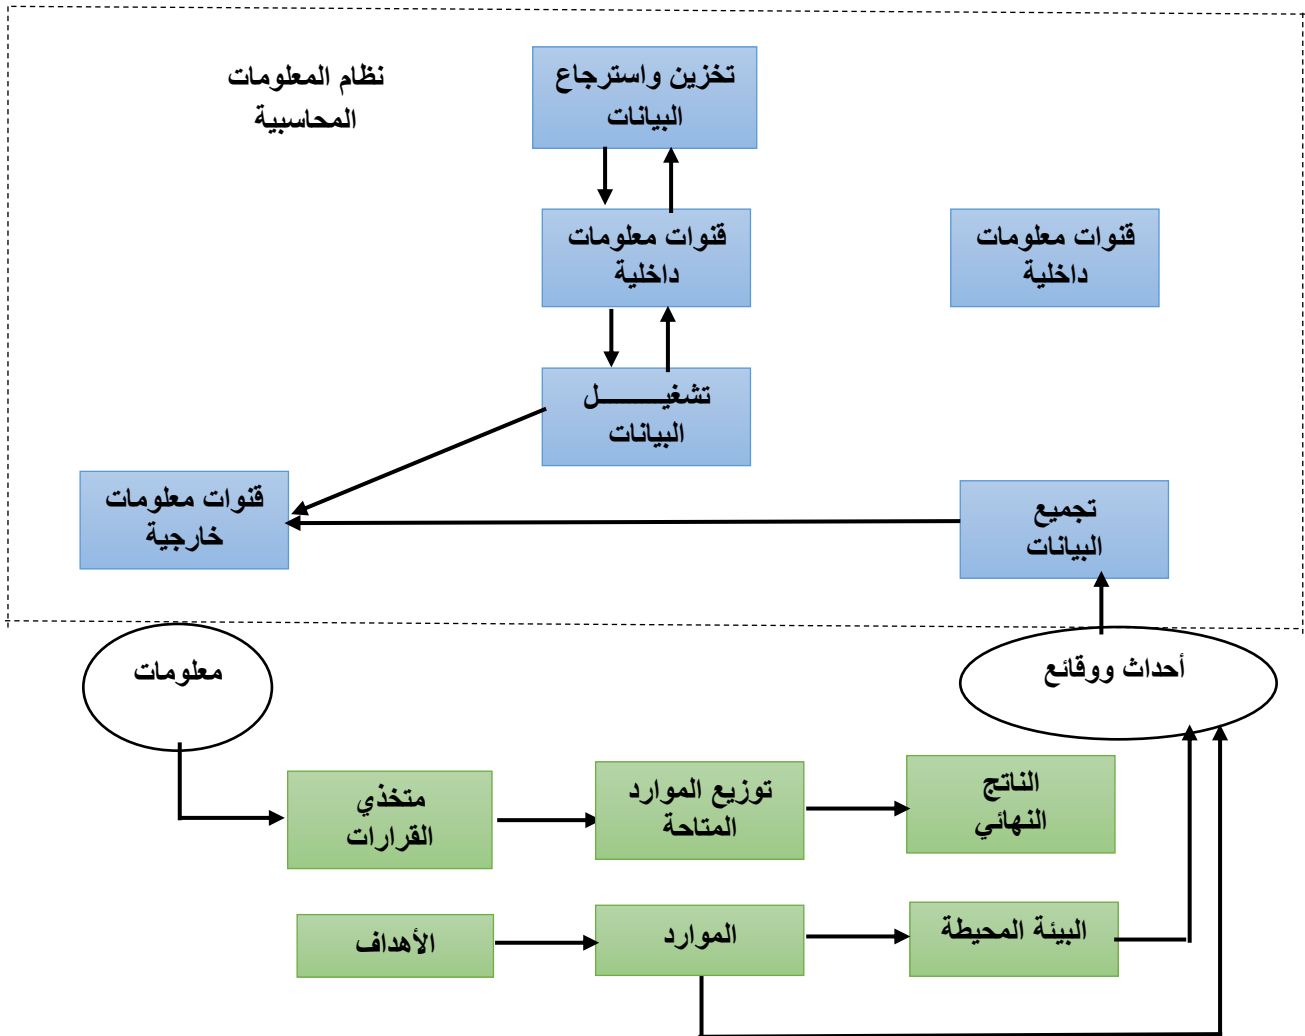 نظام المعلومات
المحاسبية
تخزين واسترجاع
البيانات
قنوات معلومات
داخلية
قنوات معلومات
داخلية
تشغيـــــــــل
البيانات
تجميع
البيانات
قنوات معلومات
خارجية
أحداث ووقائع
معلومات
متخذي
القرارات
توزيع الموارد
المتاحة
الناتج
النهائي
الأهداف
الموارد
البيئة المحيطة